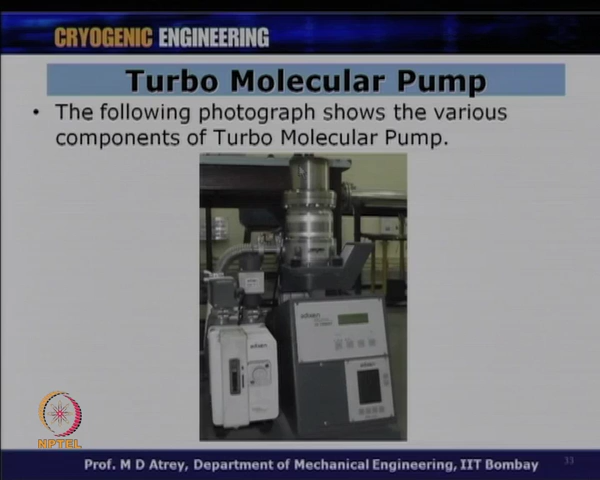 CRYOGENIC ENGINEERING
Turbo Molecular Pump
• The following photograph shows the various
components of Turbo Molecular Pump.
NPTEL
Prof. M D Atrey, Department of Mechanical Engineering, IIT Bombay
33